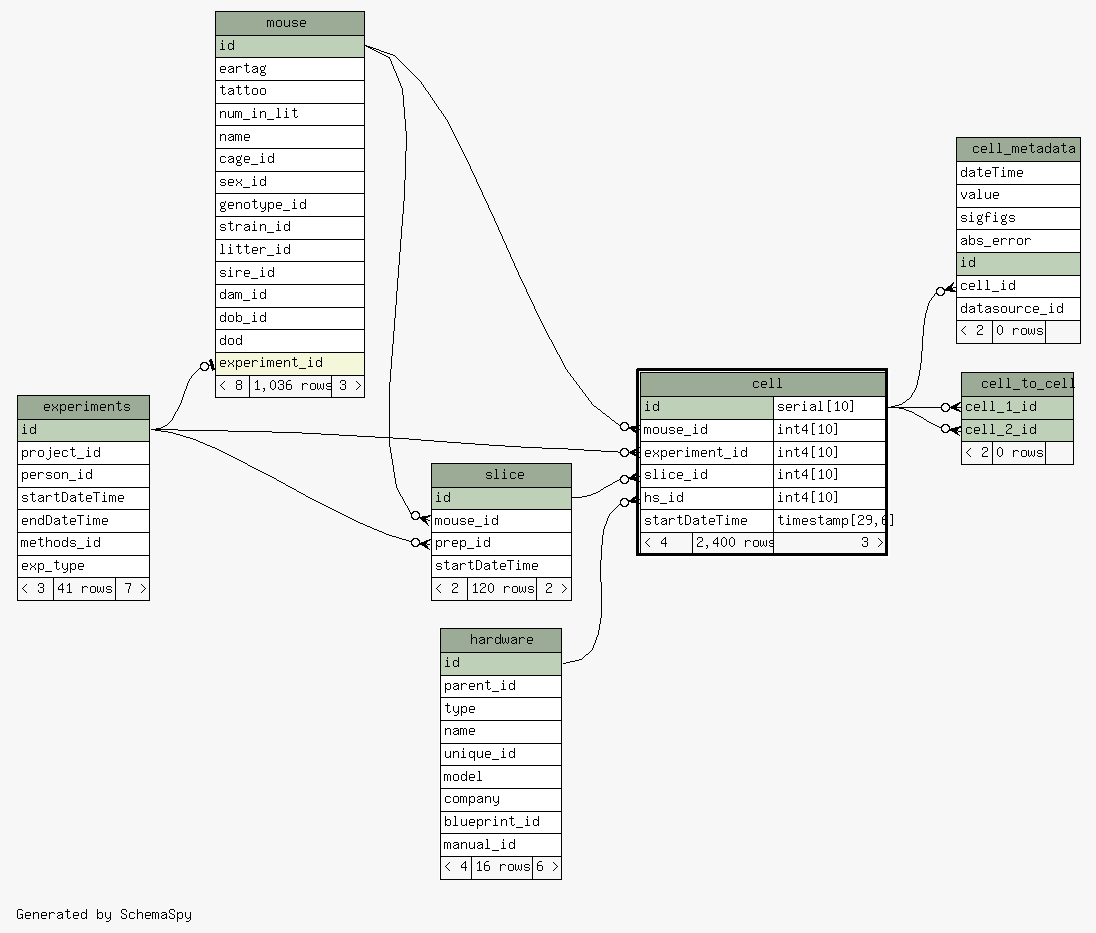 mouse
id
eartag
tattoo
num_in_lit
name
cage_id
sex_id
genotype_id
strain_id
litter_id
sire_id
dam_id
dob_id
dod
experiment_id
< 8 1,036 rows 3 >
experiments
id
project_id
person_id
startDateTime
endDateTime
methods_id
exp_type
< 3 41 rows 7 >
slice
id
mouse_id
prep_id
startDateTime
< 2 120 rows 2 >
hardware
id
parent_id
type
name
unique_id
model
company
blueprint_id
manual_id
< 4 16 rows 6 >
cell
id serial[10]
mouse_id int4[10]
experiment_id int4[10]
slice_id int4[10]
hs_id int4[10]
startDateTime timestamp[29,6]
< 4 2,400 rows 3 >
cell_metadata
dateTime
value
sigfigs
abs_error
id
cell_id
datasource_id
< 2 0 rows
cell_to_cell
cell_1_id
cell_2_id
< 2 0 rows
Generated by SchemaSpy